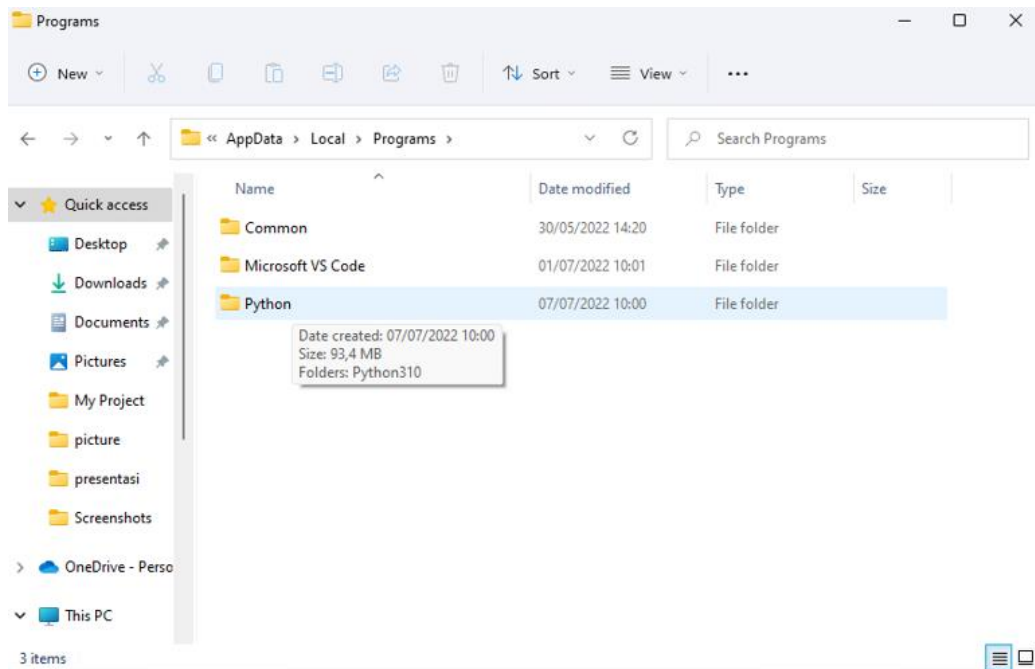 Programs
New
Sort
View
« AppData > Local > Programs >
Search Programs
Name
Date modified
Type
Size
Quick access
Desktop
Downloads
Documents
Pictures
My Project
picture
presentasi
Screenshots
OneDrive - Perso
This PC
Common 30/05/2022 14:20 File folder
Microsoft VS Code 01/07/2022 10:01 File folder
Python 07/07/2022 10:00 File folder
Date created: 07/07/2022 10:00
Size: 93,4 MB
Folders: Python310
3 items